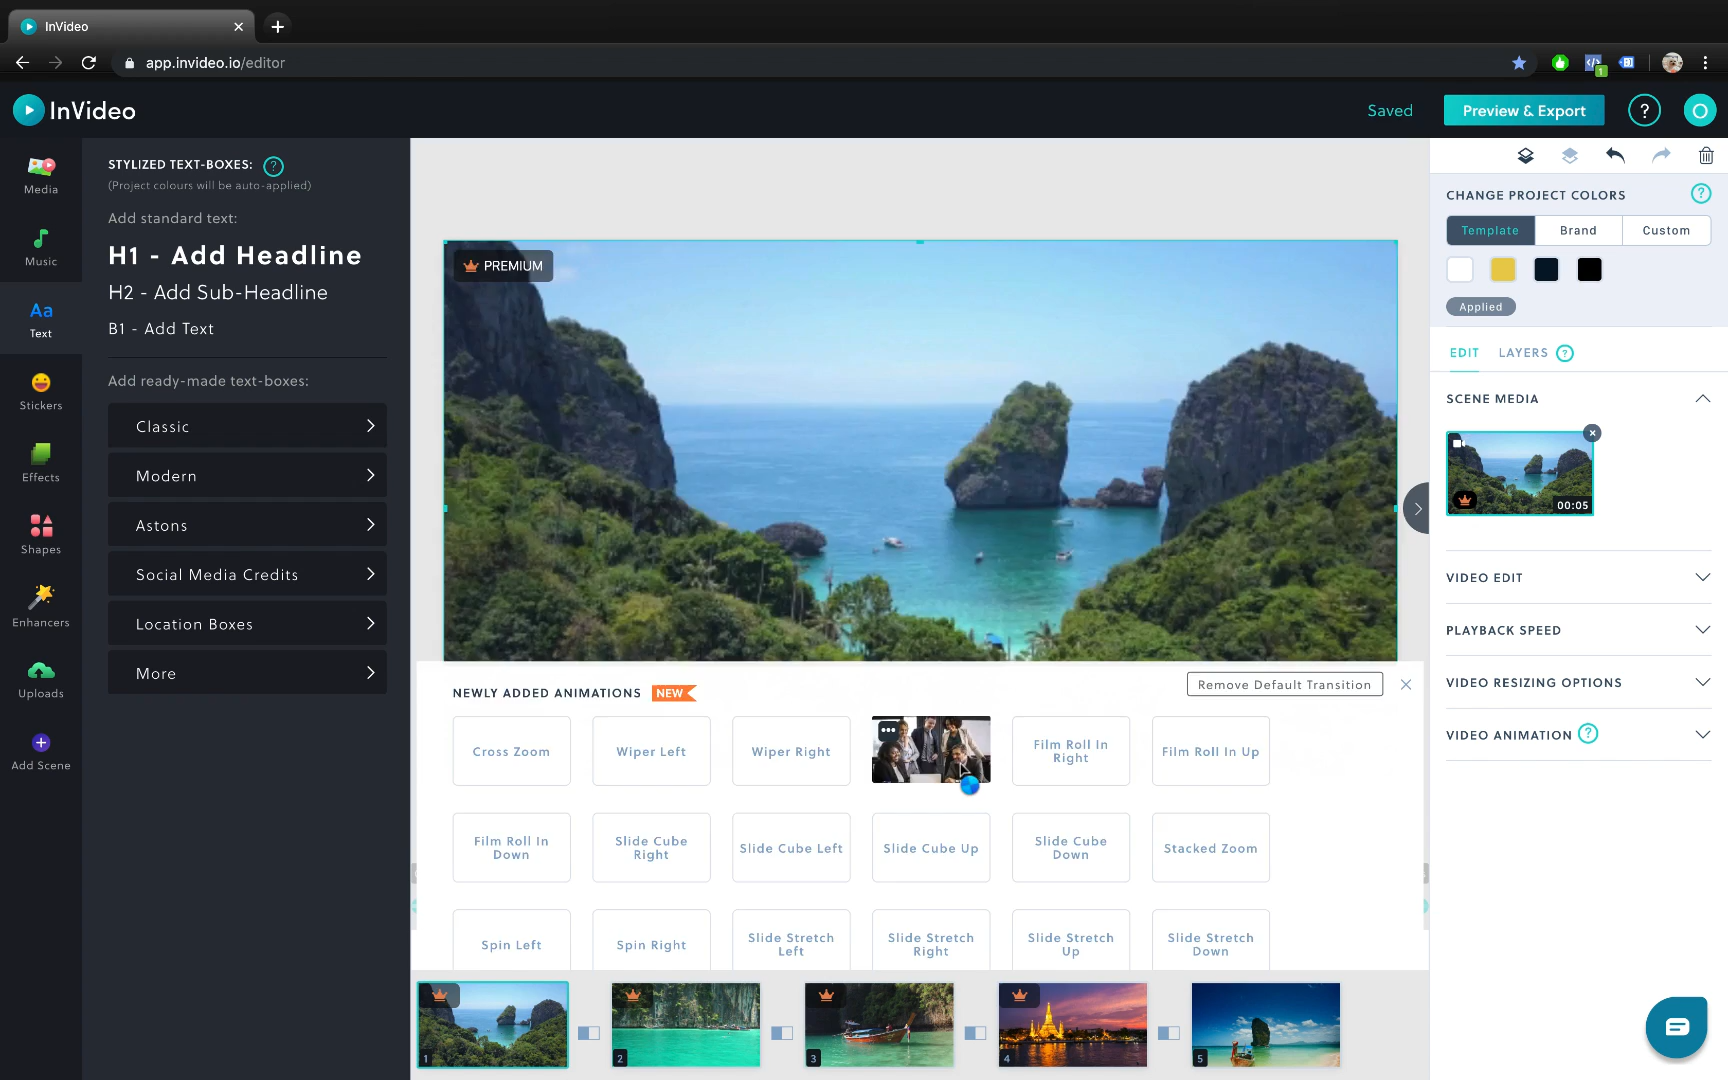 InVideo
app.invideo.io/editor
1
InVideo
Saved
Preview & Export
?
O
Media
Music
Aa
Text
Stickers
Effects
Shapes
Enhancers
Uploads
Add Scene
STYLIZED TEXT-BOXES: ?
(Project colours will be auto-applied)
Add standard text:
H1 - Add Headline
H2 - Add Sub-Headline
B1 - Add Text
Add ready-made text-boxes:
Classic
Modern
Astons
Social Media Credits
Location Boxes
More
PREMIUM
NEWLY ADDED ANIMATIONS NEW
Remove Default Transition
Cross Zoom
Wiper Left
Wiper Right
Film Roll In
Right
Film Roll In Up
Film Roll In
Down
Slide Cube
Right
Slide Cube Left
Slide Cube Up
Slide Cube
Down
Stacked Zoom
Spin Left
Spin Right
Slide Stretch
Left
Slide Stretch
Right
Slide Stretch
Up
Slide Stretch
Down
1
2
3
4
5
CHANGE PROJECT COLORS ?
Template
Brand
Custom
Applied
EDIT
LAYERS ?
SCENE MEDIA
00:05
VIDEO EDIT
PLAYBACK SPEED
VIDEO RESIZING OPTIONS
VIDEO ANIMATION ?